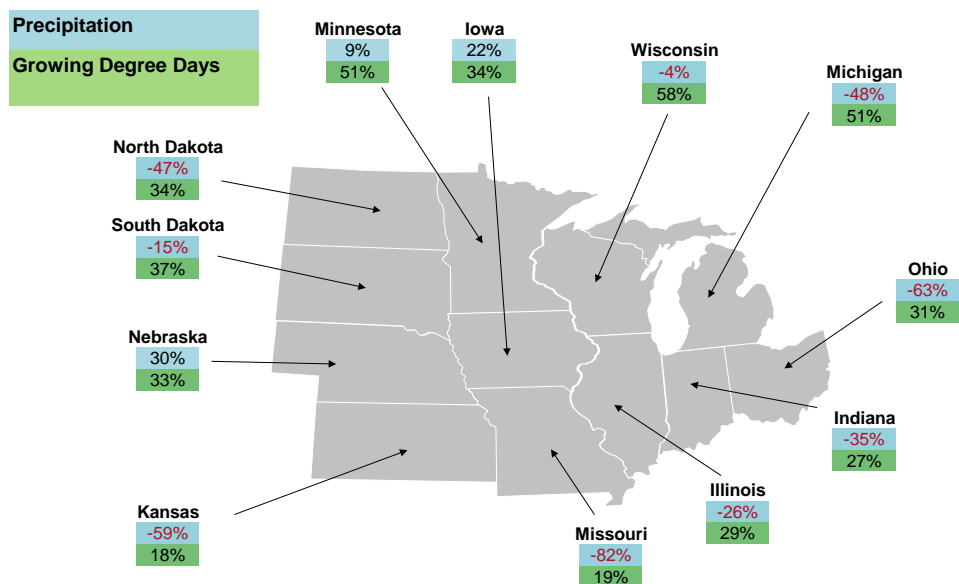 Precipitation
Growing Degree Days
Minnesota
9%
51%
Iowa
22%
34%
Wisconsin
-4%
58%
Michigan
-48%
51%
North Dakota
-47%
34%
South Dakota
-15%
37%
Nebraska
30%
33%
Ohio
-63%
31%
Indiana
-35%
27%
Illinois
-26%
29%
Kansas
-59%
18%
Missouri
-82%
19%